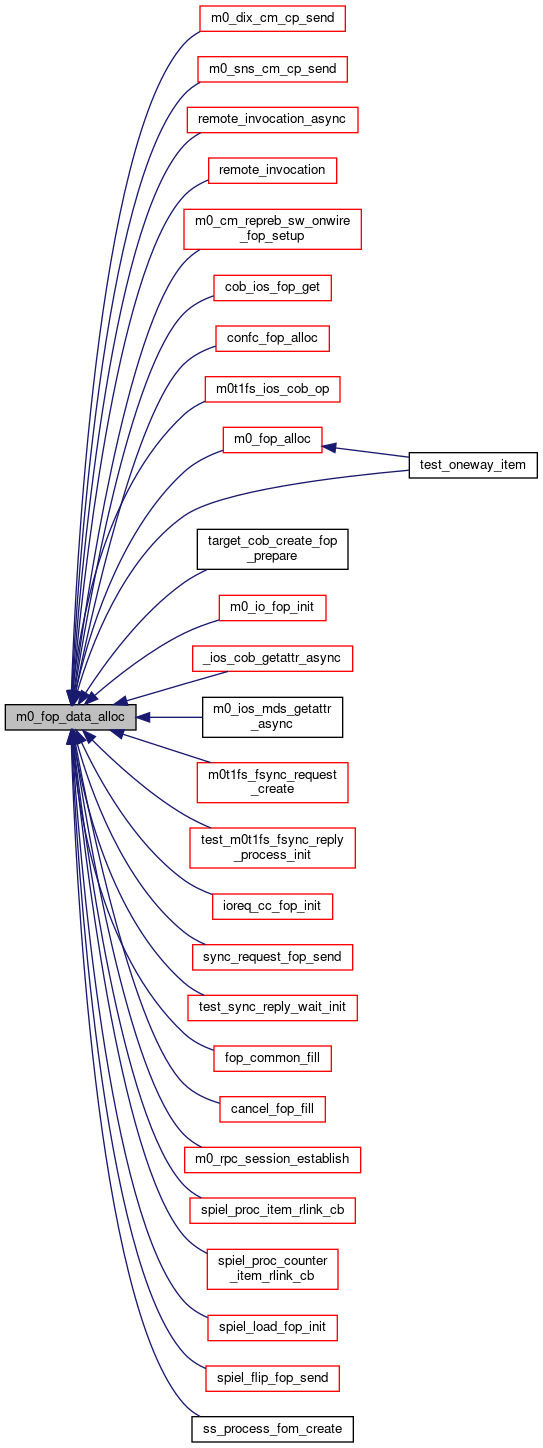 m0_dix_cm_cp_send
m0_sns_cm_cp_send
remote_invocation_async
remote_invocation
m0_cm_repreb_sw_onwire
_fop_setup
cob_ios_fop_get
confc_fop_alloc
m0t1fs_ios_cob_op
m0_fop_alloc
test_oneway_item
target_cob_create_fop
_prepare
m0_io_fop_init
_ios_cob_getattr_async
m0_fop_data_alloc
m0_ios_mds_getattr
_async
m0t1fs_fsync_request
_create
test_m0t1fs_fsync_reply
_process_init
ioreq_cc_fop_init
sync_request_fop_send
test_sync_reply_wait_init
fop_common_fill
cancel_fop_fill
m0_rpc_session_establish
spiel_proc_item_rlink_cb
spiel_proc_counter
_item_rlink_cb
spiel_load_fop_init
spiel_flip_fop_send
ss_process_fom_create